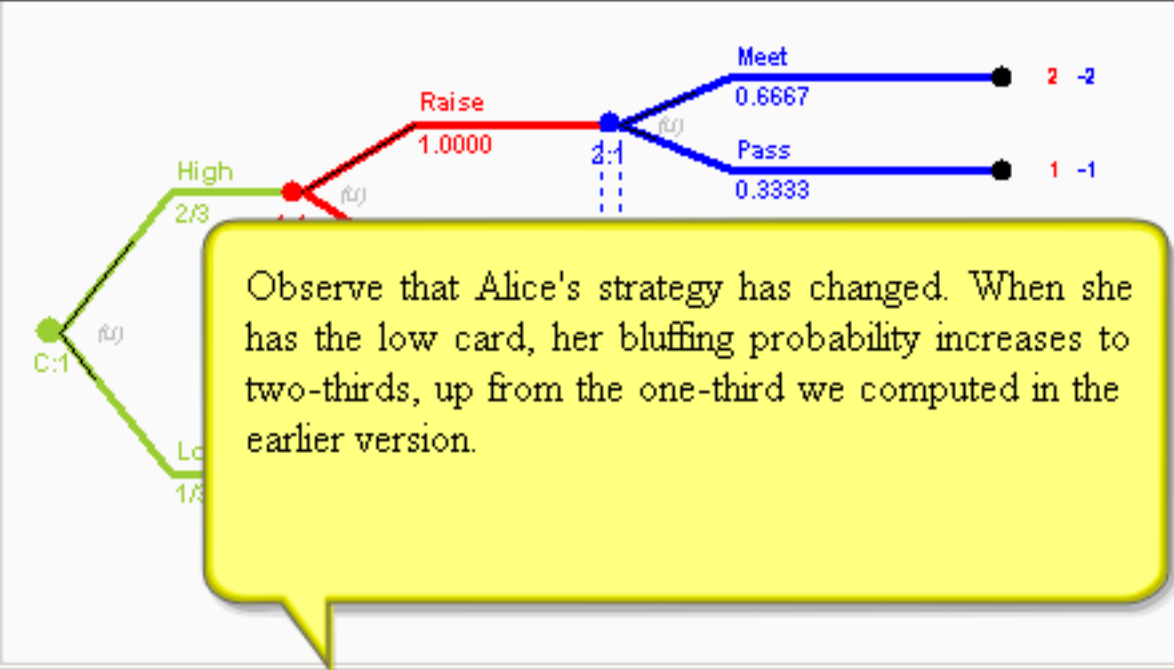 Meet
2 -2
0.6667
Raise
1.0000
Pass
1 -1
0.3333
2:1
High
2/3
C:1
1/3
Observe that Alice's strategy has changed. When she
has the low card, her bluffing probability increases to
two-thirds, up from the one-third we computed in the
earlier version.